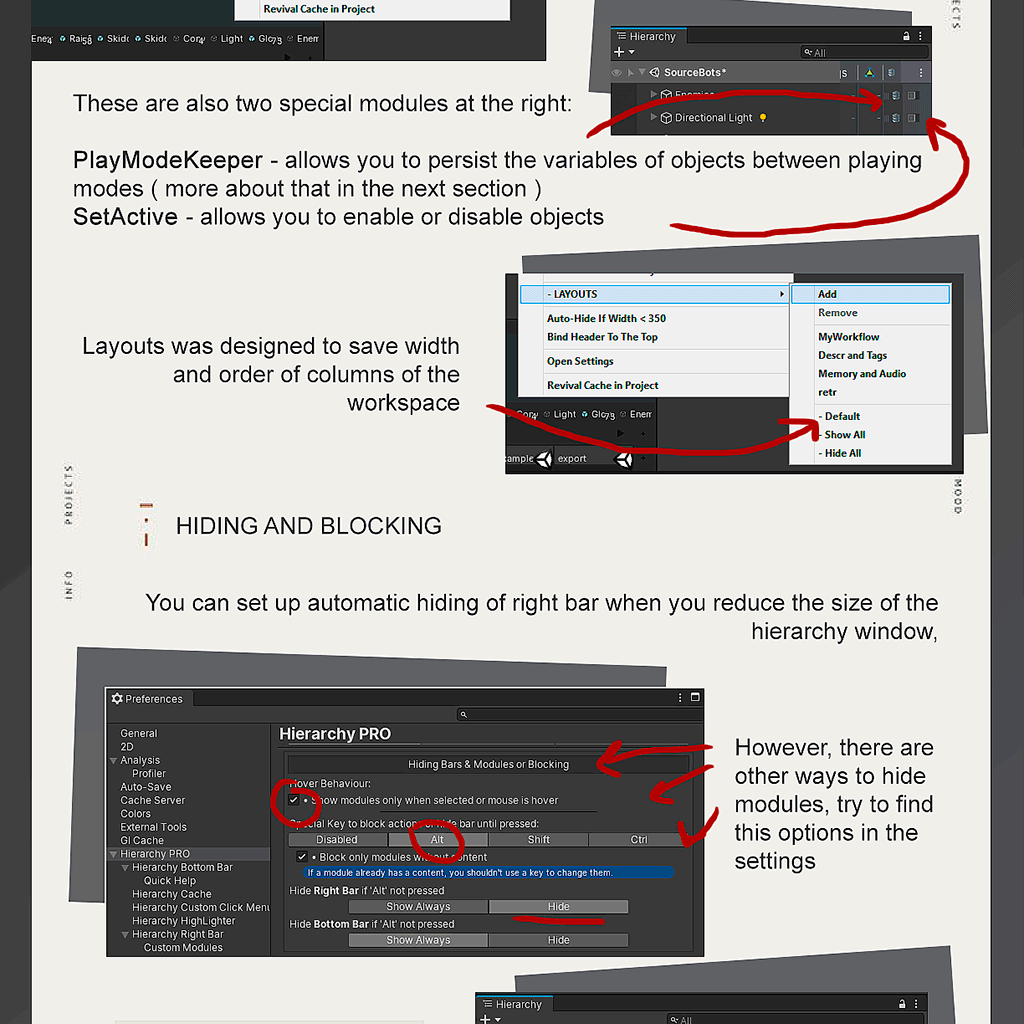 Revival Cache in Project
Light
Enem
ECTS
Hierarchy
All
SourceBots*
S
Enemies
Directional Light
These are also two special modules at the right:
PlayModeKeeper - allows you to persist the variables of objects between playing
modes ( more about that in the next section )
SetActive - allows you to enable or disable objects
- LAYOUTS
Auto-Hide If Width < 350
Bind Header To The Top
Open Settings
Revival Cache in Project
Add
Remove
MyWorkflow
Descr and Tags
Memory and Audio
retr
- Default
- Show All
- Hide All
Light
Enem
export
Layouts was designed to save width
and order of columns of the
workspace
PROJECTS
MOOD
HIDING AND BLOCKING
INFO
You can set up automatic hiding of right bar when you reduce the size of the
hierarchy window,
Preferences
General
2D
Analysis
Profiler
Auto-Save
Cache Server
Colors
External Tools
GI Cache
Hierarchy PRO
Hierarchy Bottom Bar
Quick Help
Hierarchy Cache
Hierarchy Custom Click Menu
Hierarchy HighLighter
Hierarchy Right Bar
Custom Modules
Hierarchy PRO
Hiding Bars & Modules or Blocking
Hover Behaviour:
• Show modules only when selected or mouse is hover
Special Key to block actions or hide bar until pressed:
Disabled Alt Shift Ctrl
• Block only modules without content
If a module already has a content, you shouldn't use a key to change them.
Hide Right Bar if 'Alt' not pressed
Show Always Hide
Hide Bottom Bar if 'Alt' not pressed
Show Always Hide
However, there are
other ways to hide
modules, try to find
this options in the
settings
Hierarchy
All